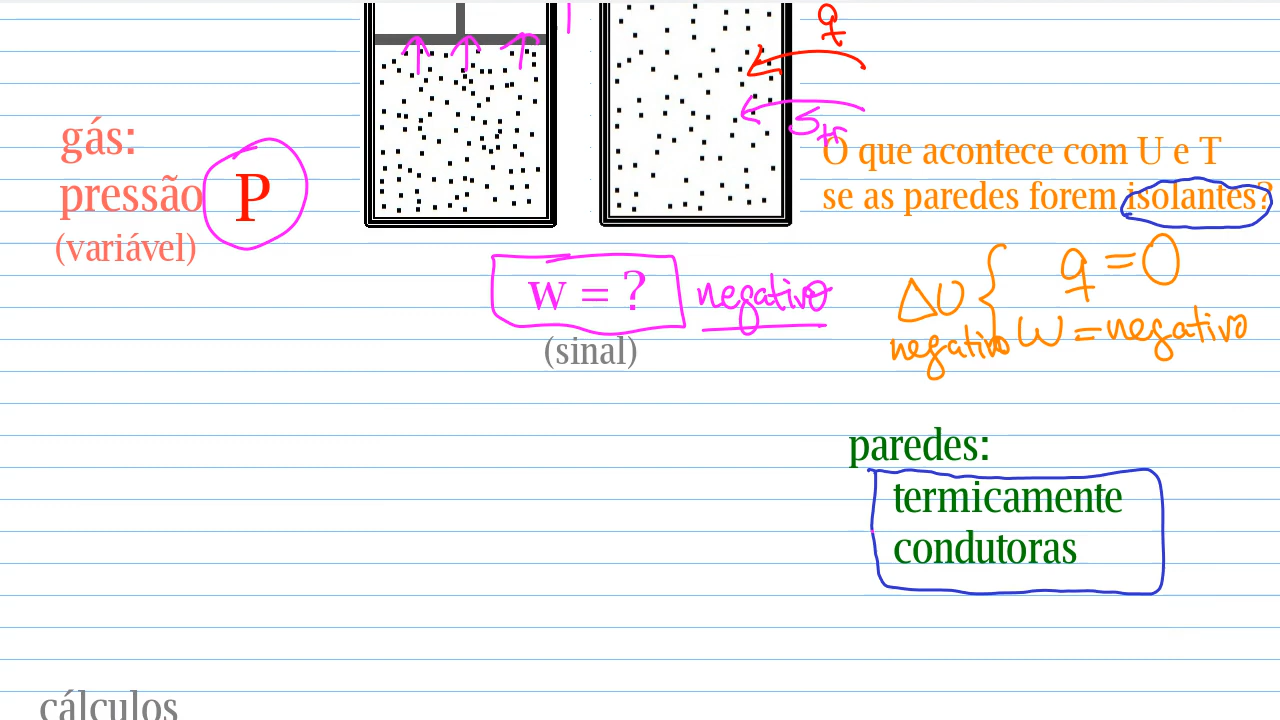 q
Str
gás:
pressão P
(variável)
O que acontece com U e T
se as paredes forem isolantes?
w = ? negativo
(sinal)
ΔU { q = 0
negativo w = negativo
paredes:
termicamente
condutoras
cálculos